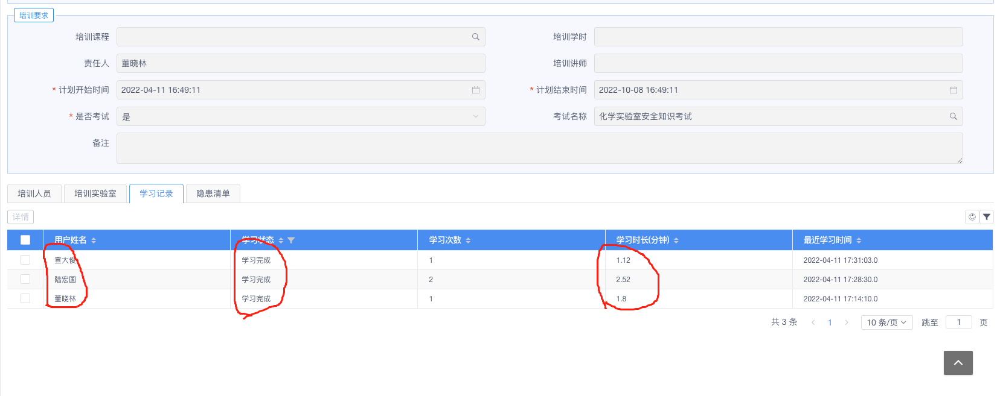 培训要求
培训课程 培训学时
责任人 董晓林 培训讲师
* 计划开始时间 2022-04-11 16:49:11 * 计划结束时间 2022-10-08 16:49:11
* 是否考试 是 考试名称 化学实验室安全知识考试
备注
培训人员 培训实验室 学习记录 隐患清单
详情
用户姓名 学习状态 学习次数 学习时长(分钟) 最近学习时间
查大俊 学习完成 1 1.12 2022-04-11 17:31:03.0
陆宏国 学习完成 2 2.52 2022-04-11 17:28:30.0
董晓林 学习完成 1 1.8 2022-04-11 17:14:10.0
共 3 条 1 10 条/页 跳至 1 页